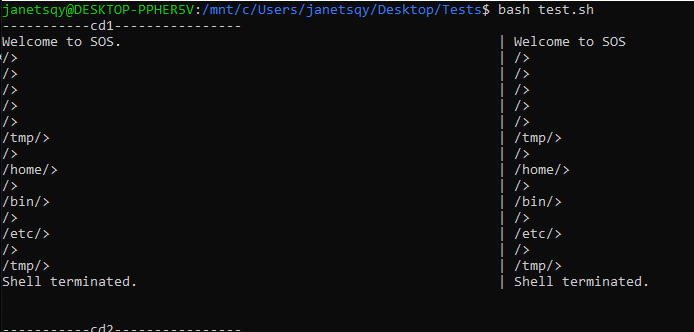 janetsqy@DESKTOP-PPHERSV:/mnt/c/Users/janetsqy/Desktop/Tests$ bash test.sh
-----------cd1----------------
Welcome to SOS. | Welcome to SOS
/> | />
/> | />
/> | />
/> | />
/> | />
/tmp/> | /tmp/>
/> | />
/home/> | /home/>
/> | />
/bin/> | /bin/>
/> | />
/etc/> | /etc/>
/> | />
/tmp/> | /tmp/>
Shell terminated. | Shell terminated.
-----------cd2----------------